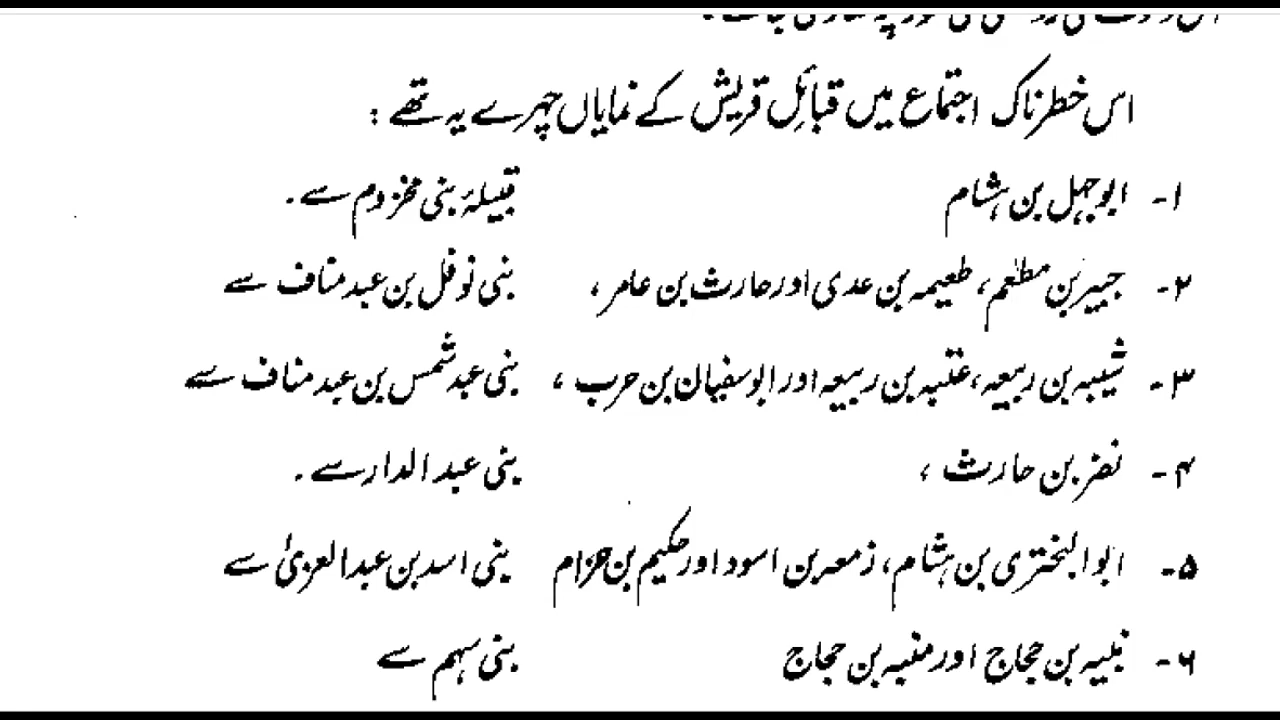 اس خطرناک اجتماع میں قبائلِ قریش کے نمایاں چہرے یہ تھے :
۱- ابوجہل بن ہشام قبیلۂ بنی مخزوم سے۔
۲- جبیر بن مطعم، طعیمہ بن عدی اور حارث بن عامر، بنی نوفل بن عبد مناف سے
۳- شیبہ بن ربیعہ، عتبہ بن ربیعہ اور ابوسفیان بن حرب، بنی عبد شمس بن عبد مناف سے
۴- نضر بن حارث، بنی عبد الدار سے۔
۵- ابوالبختری بن ہشام، زمعہ بن اسود اور حکیم بن حزام بنی اسد بن عبد العزیٰ سے
۶- نبیہ بن حجاج اور منبہ بن حجاج بنی سہم سے